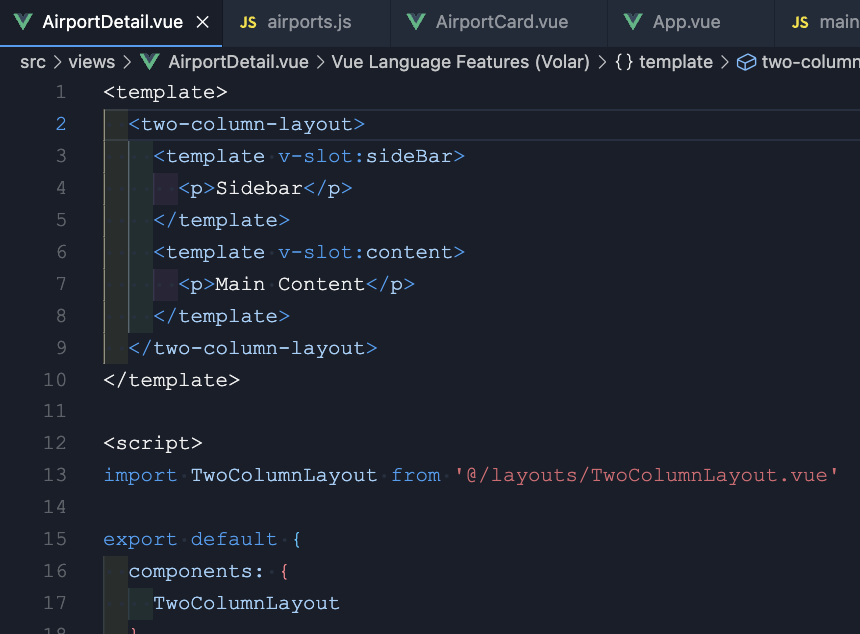 AirportDetail.vue × JS airports.js AirportCard.vue App.vue JS main
src > views > AirportDetail.vue > Vue Language Features (Volar) > {} template > two-column
1 <template>
2   <two-column-layout>
3     <template v-slot:sideBar>
4       <p>Sidebar</p>
5     </template>
6     <template v-slot:content>
7       <p>Main Content</p>
8     </template>
9   </two-column-layout>
10 </template>
11
12 <script>
13 import TwoColumnLayout from '@/layouts/TwoColumnLayout.vue'
14
15 export default {
16   components: {
17     TwoColumnLayout
18   }